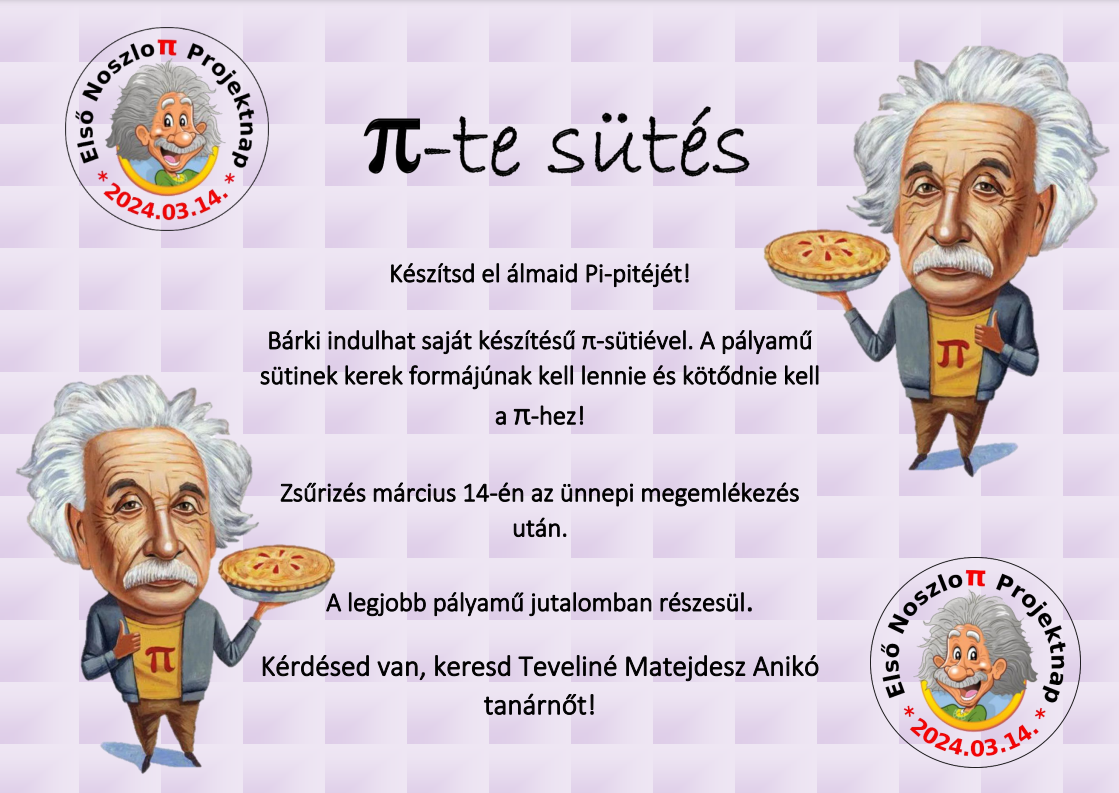 Első Noszloπ Projektnap
* 2024.03.14. *
π-te sütés
Készítsd el álmaid Pi-pitéjét!
Bárki indulhat saját készítésű π-sütiével. A pályamű
sütinek kerek formájúnak kell lennie és kötődnie kell
a π-hez!
π
Zsűrizés március 14-én az ünnepi megemlékezés
után.
A legjobb pályamű jutalomban részesül.
Kérdésed van, keresd Teveliné Matejdesz Anikó
tanárnőt!
π
Első Noszloπ Projektnap
* 2024.03.14. *